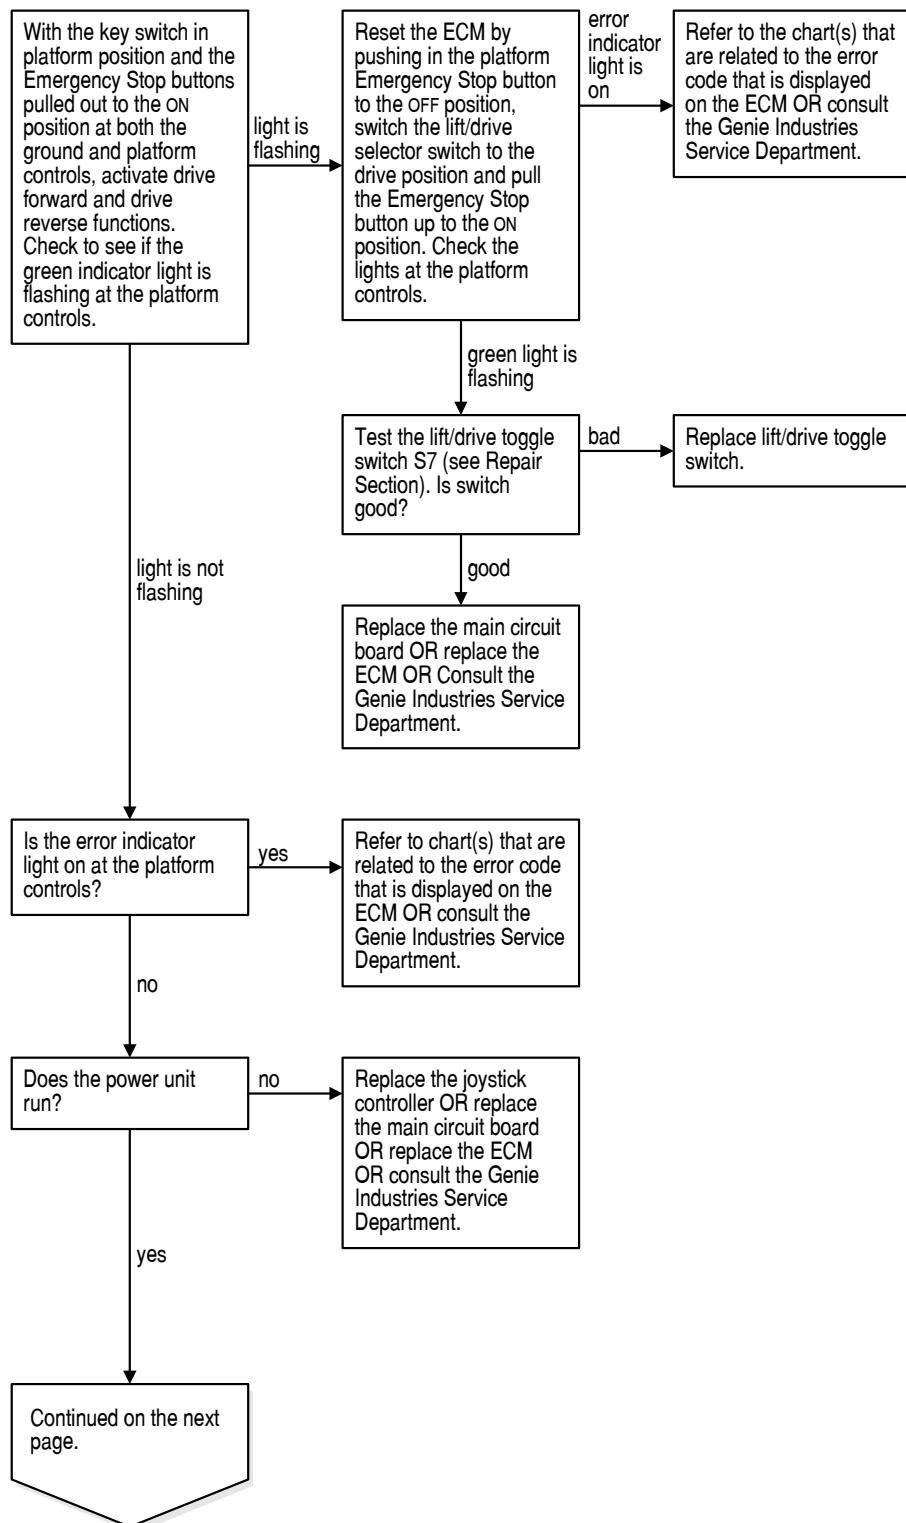 With the key switch in
platform position and the
Emergency Stop buttons
pulled out to the ON
position at both the
ground and platform
controls, activate drive
forward and drive
reverse functions.
Check to see if the
green indicator light is
flashing at the platform
controls.
light is
flashing
Reset the ECM by
pushing in the platform
Emergency Stop button
to the OFF position,
switch the lift/drive
selector switch to the
drive position and pull
the Emergency Stop
button up to the ON
position. Check the
lights at the platform
controls.
error
indicator
light is
on
Refer to the chart(s) that
are related to the error
code that is displayed
on the ECM OR consult
the Genie Industries
Service Department.
green light is
flashing
Test the lift/drive toggle
switch S7 (see Repair
Section). Is switch
good?
bad
Replace lift/drive toggle
switch.
good
Replace the main circuit
board OR replace the
ECM OR Consult the
Genie Industries Service
Department.
light is not
flashing
Is the error indicator
light on at the platform
controls?
yes
Refer to chart(s) that are
related to the error code
that is displayed on the
ECM OR consult the
Genie Industries Service
Department.
no
Does the power unit
run?
no
Replace the joystick
controller OR replace
the main circuit board
OR replace the ECM
OR consult the Genie
Industries Service
Department.
yes
Continued on the next
page.